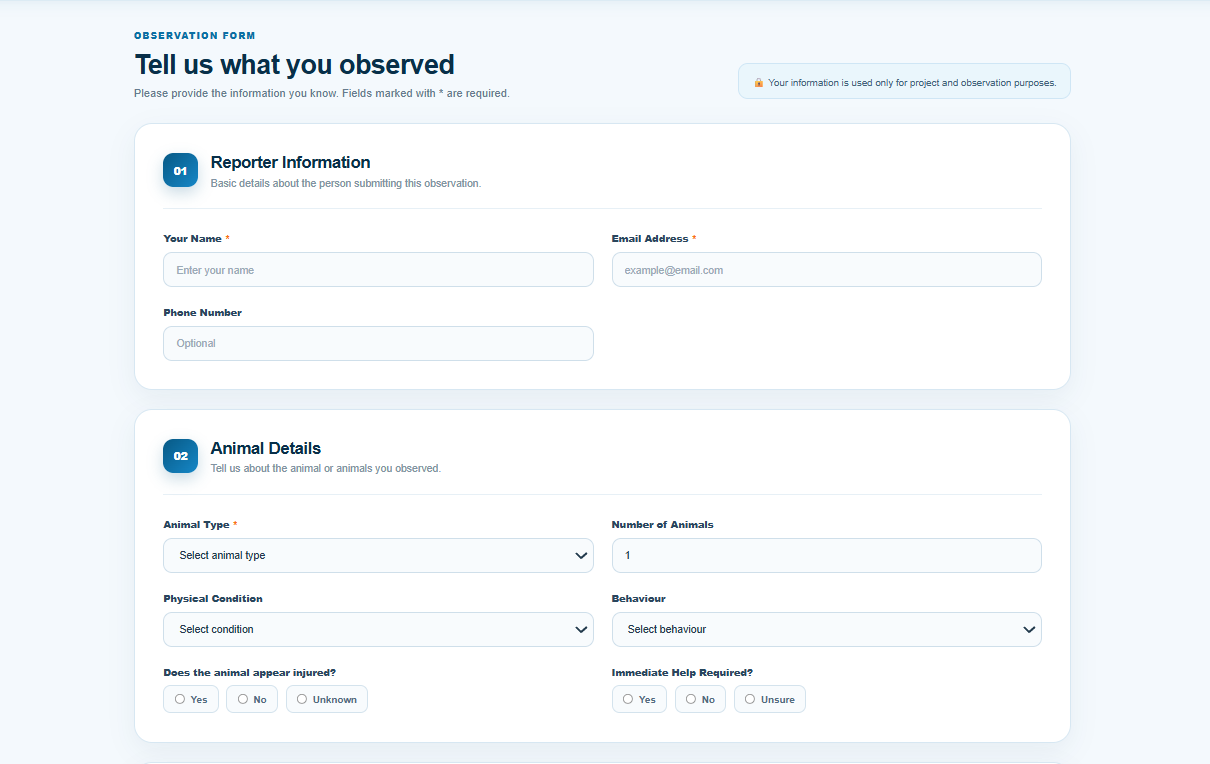 OBSERVATION FORM
Tell us what you observed
Please provide the information you know. Fields marked with * are required.
🔒 Your information is used only for project and observation purposes.
01
Reporter Information
Basic details about the person submitting this observation.
Your Name *
Enter your name
Email Address *
example@email.com
Phone Number
Optional
02
Animal Details
Tell us about the animal or animals you observed.
Animal Type *
Select animal type
Number of Animals
1
Physical Condition
Select condition
Behaviour
Select behaviour
Does the animal appear injured?
Yes No Unknown
Immediate Help Required?
Yes No Unsure